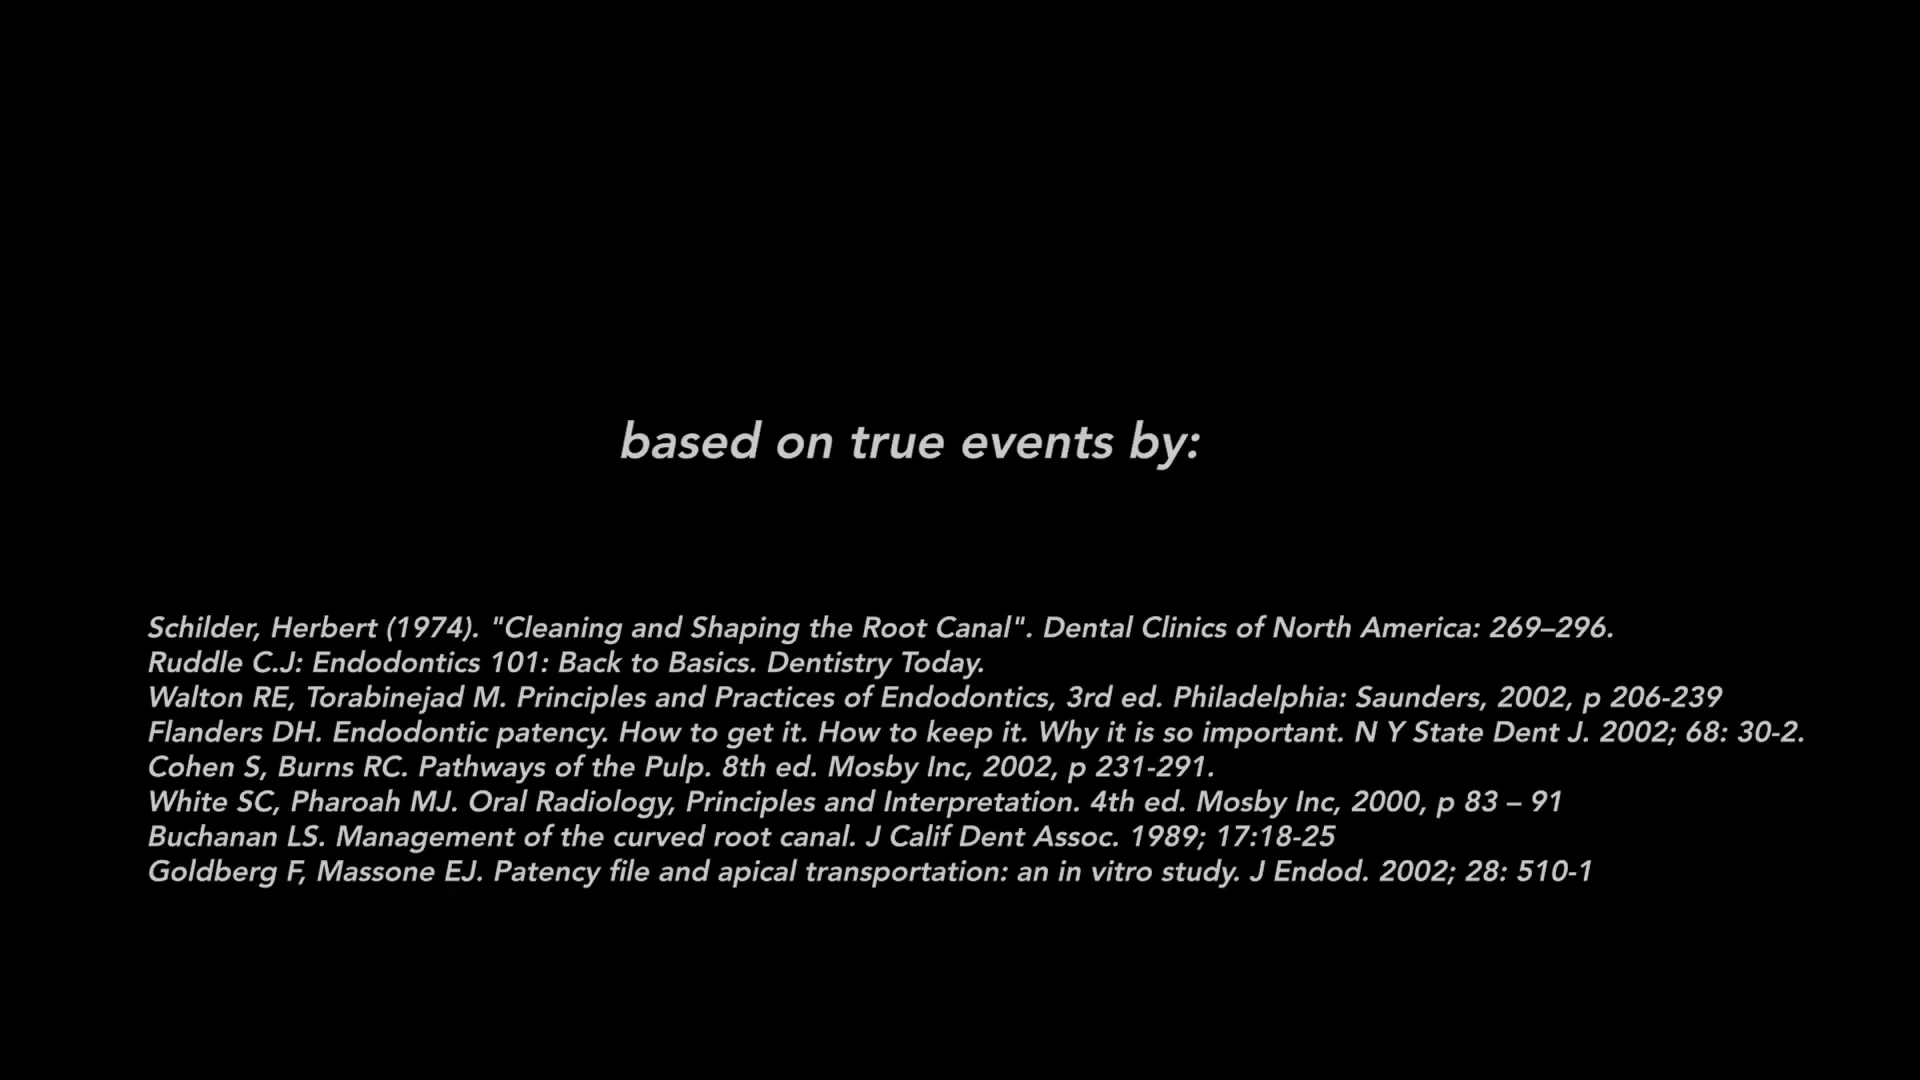 based on true events by:
Schilder, Herbert (1974). "Cleaning and Shaping the Root Canal". Dental Clinics of North America: 269–296.
Ruddle C.J: Endodontics 101: Back to Basics. Dentistry Today.
Walton RE, Torabinejad M. Principles and Practices of Endodontics, 3rd ed. Philadelphia: Saunders, 2002, p 206-239
Flanders DH. Endodontic patency. How to get it. How to keep it. Why it is so important. N Y State Dent J. 2002; 68: 30-2.
Cohen S, Burns RC. Pathways of the Pulp. 8th ed. Mosby Inc, 2002, p 231-291.
White SC, Pharoah MJ. Oral Radiology, Principles and Interpretation. 4th ed. Mosby Inc, 2000, p 83 – 91
Buchanan LS. Management of the curved root canal. J Calif Dent Assoc. 1989; 17:18-25
Goldberg F, Massone EJ. Patency file and apical transportation: an in vitro study. J Endod. 2002; 28: 510-1